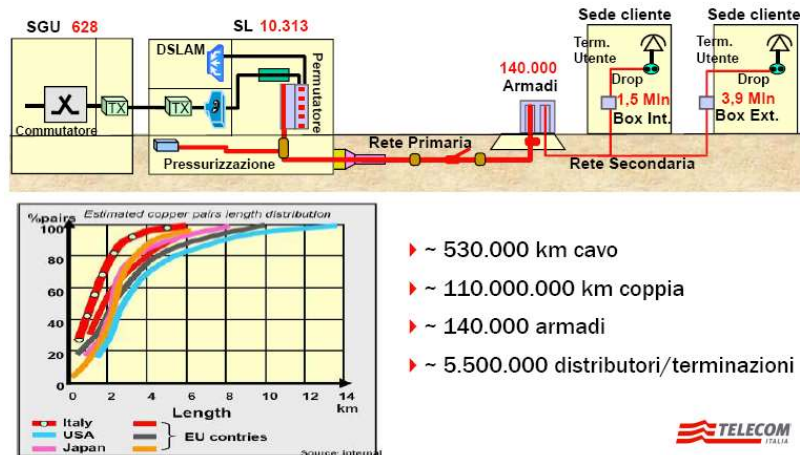 SGU 628
SL 10.313
Sede cliente
Sede cliente
DSLAM
Permutatore
140.000
Armadi
Term.
Utente
Drop
1,5 Mln
Box Int.
Term.
Utente
Drop
3,9 Mln
Box Ext.
TX
TX
Commutatore
Pressurizzazione
Rete Primaria
Rete Secondaria
%pairs
Estimated copper pairs length distribution
100
80
60
40
20
0 2 4 6 8 10 12 14
Length
km
Italy
USA
Japan
EU contries
Source: Internal
~ 530.000 km cavo
~ 110.000.000 km coppia
~ 140.000 armadi
~ 5.500.000 distributori/terminazioni
TELECOM
ITALIA